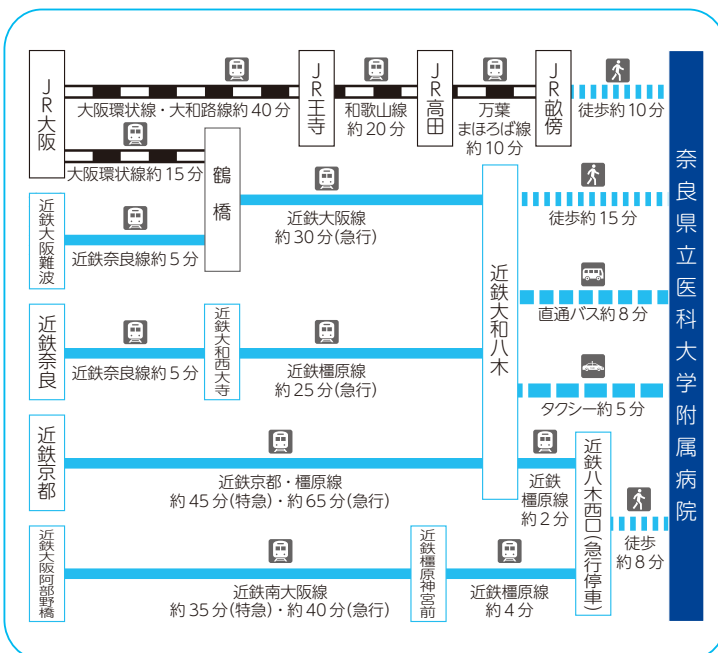 JR大阪
大阪環状線・大和路線約40分
JR王寺
和歌山線
約20分
JR高田
万葉
まほろば線
約10分
JR畝傍
徒歩約10分
大阪環状線約15分
鶴橋
近鉄大阪難波
近鉄奈良線約5分
近鉄大阪線
約30分(急行)
近鉄大和八木
徒歩約15分
直通バス約8分
タクシー約5分
近鉄奈良
近鉄奈良線約5分
近鉄大和西大寺
近鉄橿原線
約25分(急行)
近鉄京都
近鉄京都・橿原線
約45分(特急)・約65分(急行)
近鉄
橿原線
約2分
近鉄八木西口(急行停車)
徒歩
約8分
近鉄大阪阿部野橋
近鉄南大阪線
約35分(特急)・約40分(急行)
近鉄橿原神宮前
近鉄橿原線
約4分
奈良県立医科大学附属病院